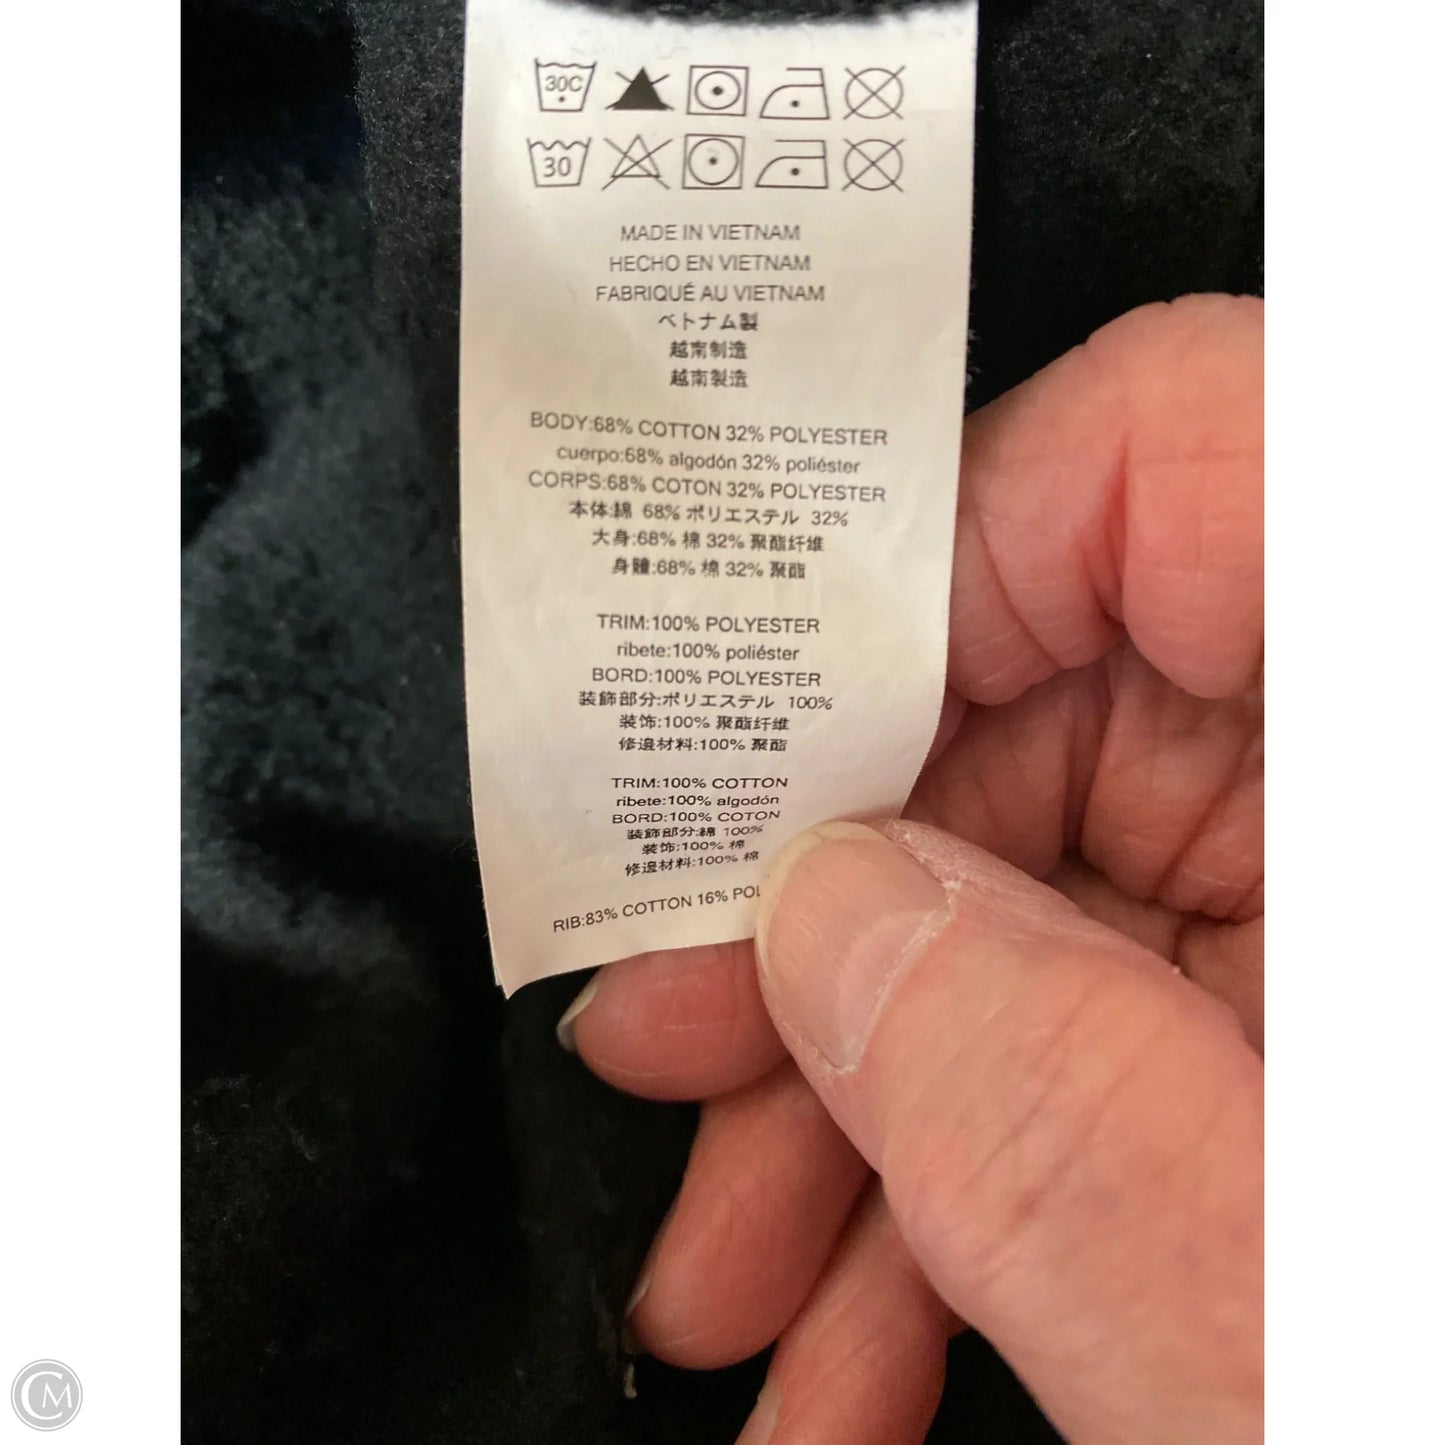 30C
30
MADE IN VIETNAM
HECHO EN VIETNAM
FABRIQUÉ AU VIETNAM
ベトナム製
越南制造
越南製造
BODY:68% COTTON 32% POLYESTER
cuerpo:68% algodón 32% poliéster
CORPS:68% COTON 32% POLYESTER
本体:綿 68% ポリエステル 32%
大身:68% 棉 32% 聚酯纤维
身體:68% 棉 32% 聚酯
TRIM:100% POLYESTER
ribete:100% poliéster
BORD:100% POLYESTER
装飾部分:ポリエステル 100%
装饰:100% 聚酯纤维
修邊材料:100% 聚酯
TRIM:100% COTTON
ribete:100% algodón
BORD:100% COTON
装飾部分:綿 100%
装饰:100% 棉
修邊材料:100% 棉
RIB:83% COTTON 16% POL
CM